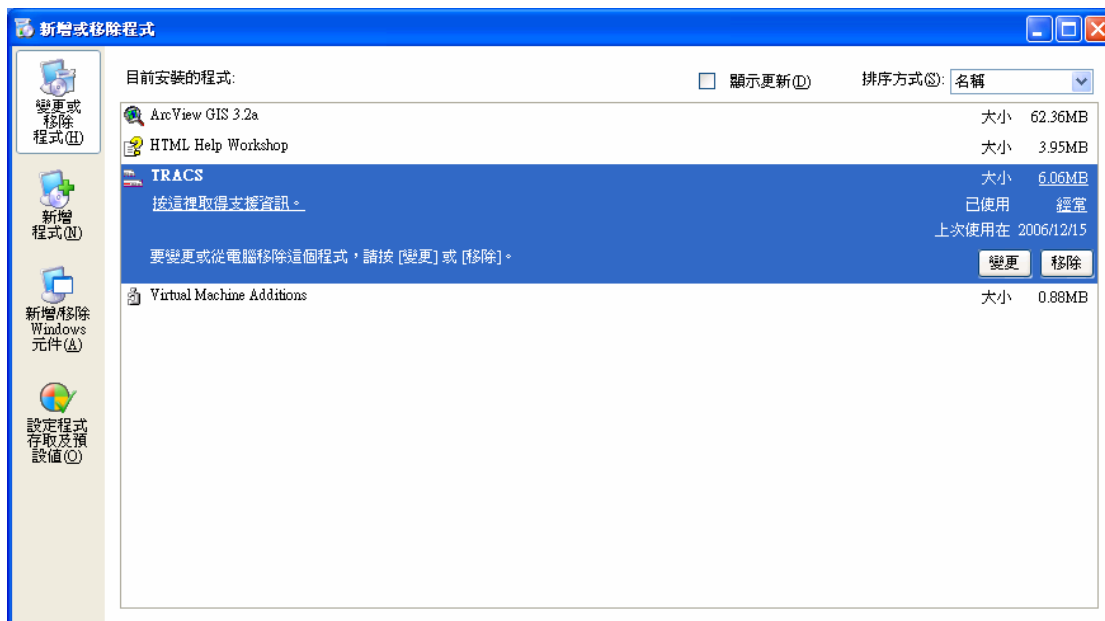 新增或移除程式
變更或
移除
程式(H)
新增
程式(N)
新增/移除
Windows
元件(A)
設定程式
存取及預
設值(O)
目前安裝的程式:
顯示更新(D) 排序方式(S): 名稱
ArcView GIS 3.2a 大小 62.36MB
HTML Help Workshop 大小 3.95MB
TRACS 大小 6.06MB
按這裡取得支援資訊。 已使用 經常
上次使用在 2006/12/15
要變更或從電腦移除這個程式，請按 [變更] 或 [移除]。 變更 移除
Virtual Machine Additions 大小 0.88MB